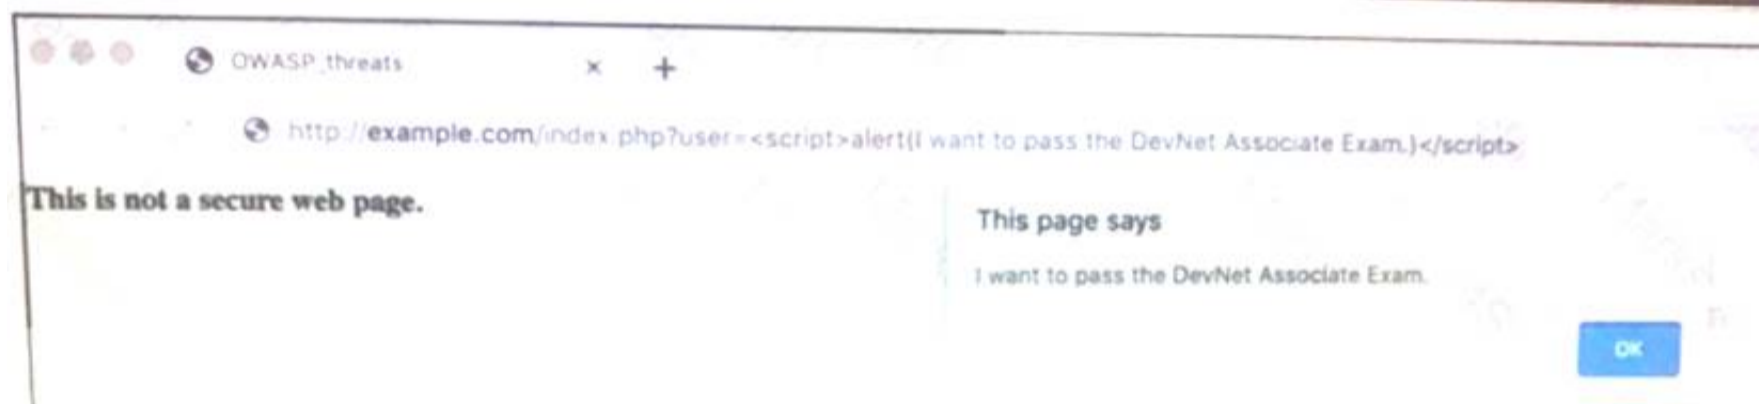 OWASP_threats
http://example.com/index.php?user=<script>alert(I want to pass the DevNet Associate Exam.)</script>
This is not a secure web page.
This page says
I want to pass the DevNet Associate Exam.
OK